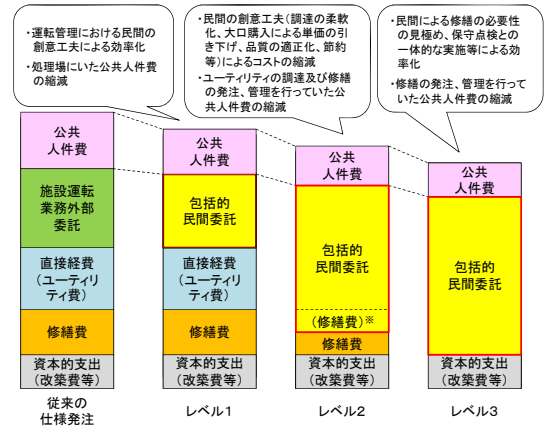 ・運転管理における民間の
創意工夫による効率化
・処理場にいた公共人件費
の縮減
・民間の創意工夫（調達の柔軟
化、大口購入による単価の引
き下げ、品質の適正化、節約
等）によるコストの縮減
・ユーティリティの調達及び修繕
の発注、管理を行っていた公
共人件費の縮減
・民間による修繕の必要性
の見極め、保守点検との
一体的な実施等による効
率化
・修繕の発注、管理を行って
いた公共人件費の縮減
公共
人件費
施設運転
業務外部
委託
直接経費
（ユーティリ
ティ費）
修繕費
資本的支出
（改築費等）
従来の
仕様発注
公共
人件費
包括的
民間委託
直接経費
（ユーティリ
ティ費）
修繕費
資本的支出
（改築費等）
レベル１
公共
人件費
包括的
民間委託
（修繕費）※
修繕費
資本的支出
（改築費等）
レベル２
公共
人件費
包括的
民間委託
資本的支出
（改築費等）
レベル３